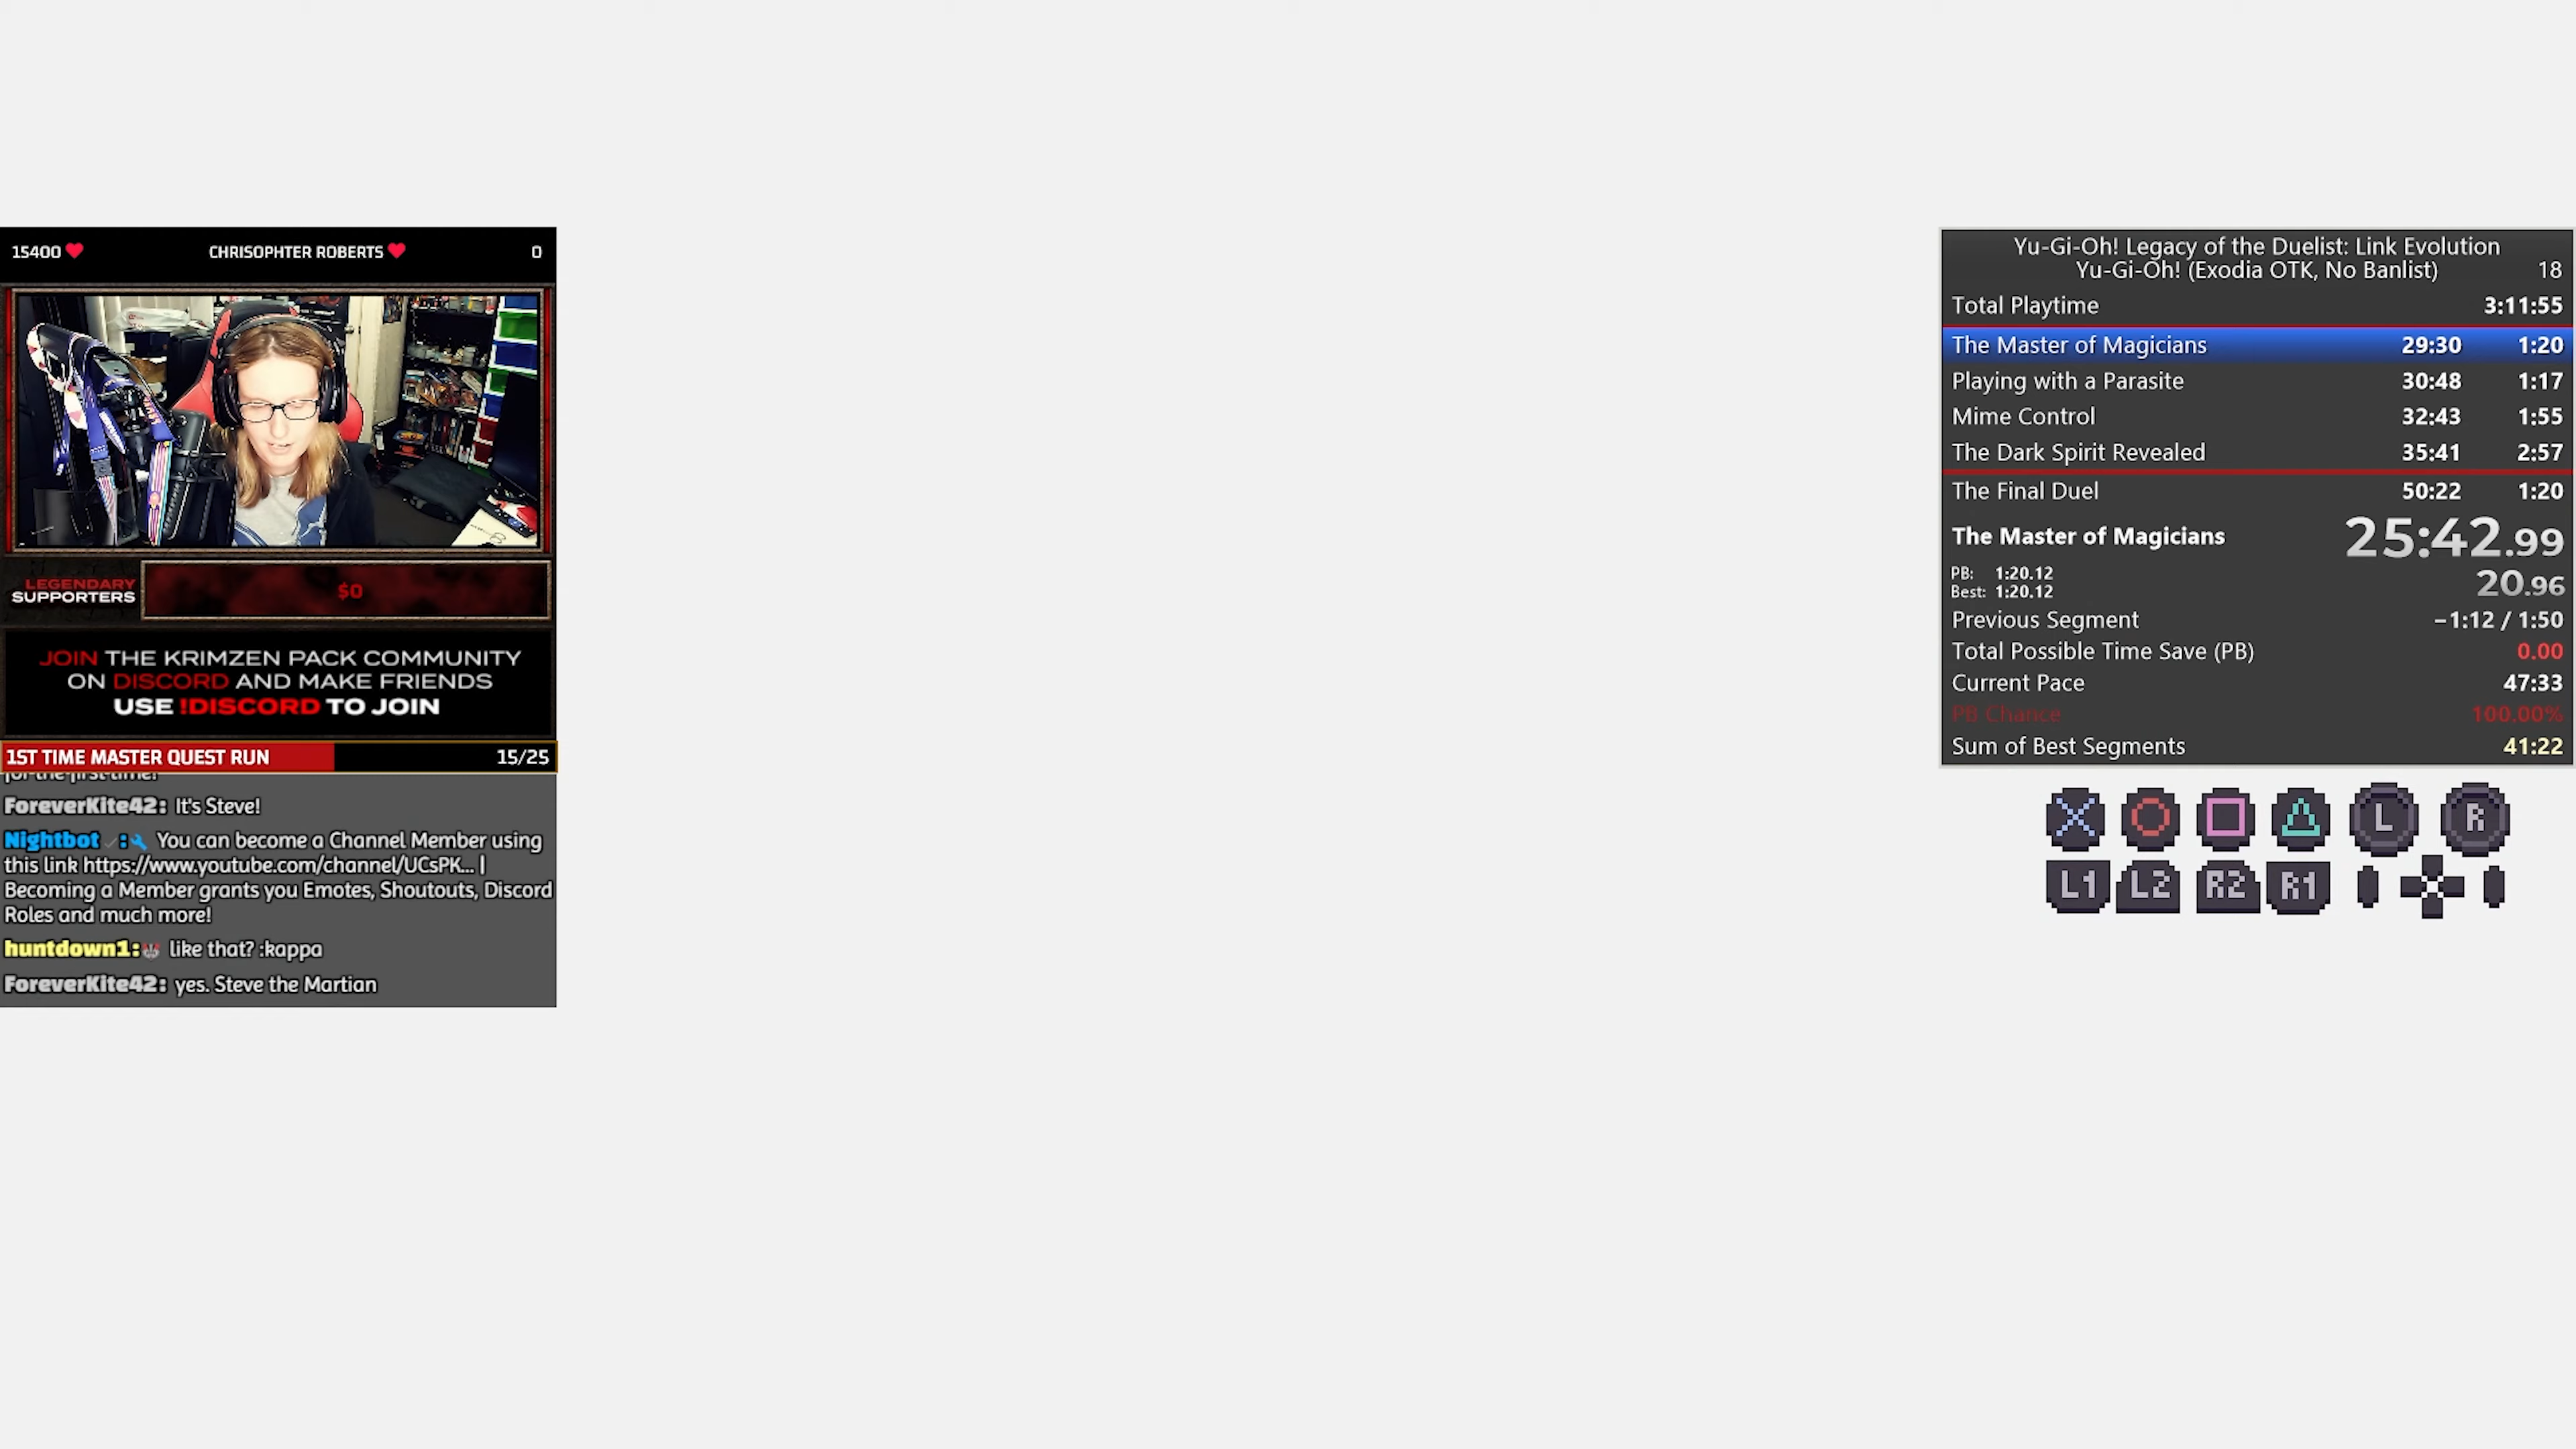 15400 CHRISOPHTER ROBERTS 0
LEGENDARY
SUPPORTERS
$0
JOIN THE KRIMZEN PACK COMMUNITY
ON DISCORD AND MAKE FRIENDS
USE !DISCORD TO JOIN
1ST TIME MASTER QUEST RUN 15/25
for the first time!
ForeverKite42: It's Steve!
Nightbot : You can become a Channel Member using
this link https://www.youtube.com/channel/UCsPK... |
Becoming a Member grants you Emotes, Shoutouts, Discord
Roles and much more!
huntdown1: like that? :kappa
ForeverKite42: yes. Steve the Martian
Yu-Gi-Oh! Legacy of the Duelist: Link Evolution
Yu-Gi-Oh! (Exodia OTK, No Banlist) 18
Total Playtime 3:11:55
The Master of Magicians 29:30 1:20
Playing with a Parasite 30:48 1:17
Mime Control 32:43 1:55
The Dark Spirit Revealed 35:41 2:57
The Final Duel 50:22 1:20
The Master of Magicians 25:42.99
PB: 1:20.12
Best: 1:20.12
20.96
Previous Segment −1:12 / 1:50
Total Possible Time Save (PB) 0.00
Current Pace 47:33
PB Chance 100.00%
Sum of Best Segments 41:22
L R
L1 L2 R2 R1